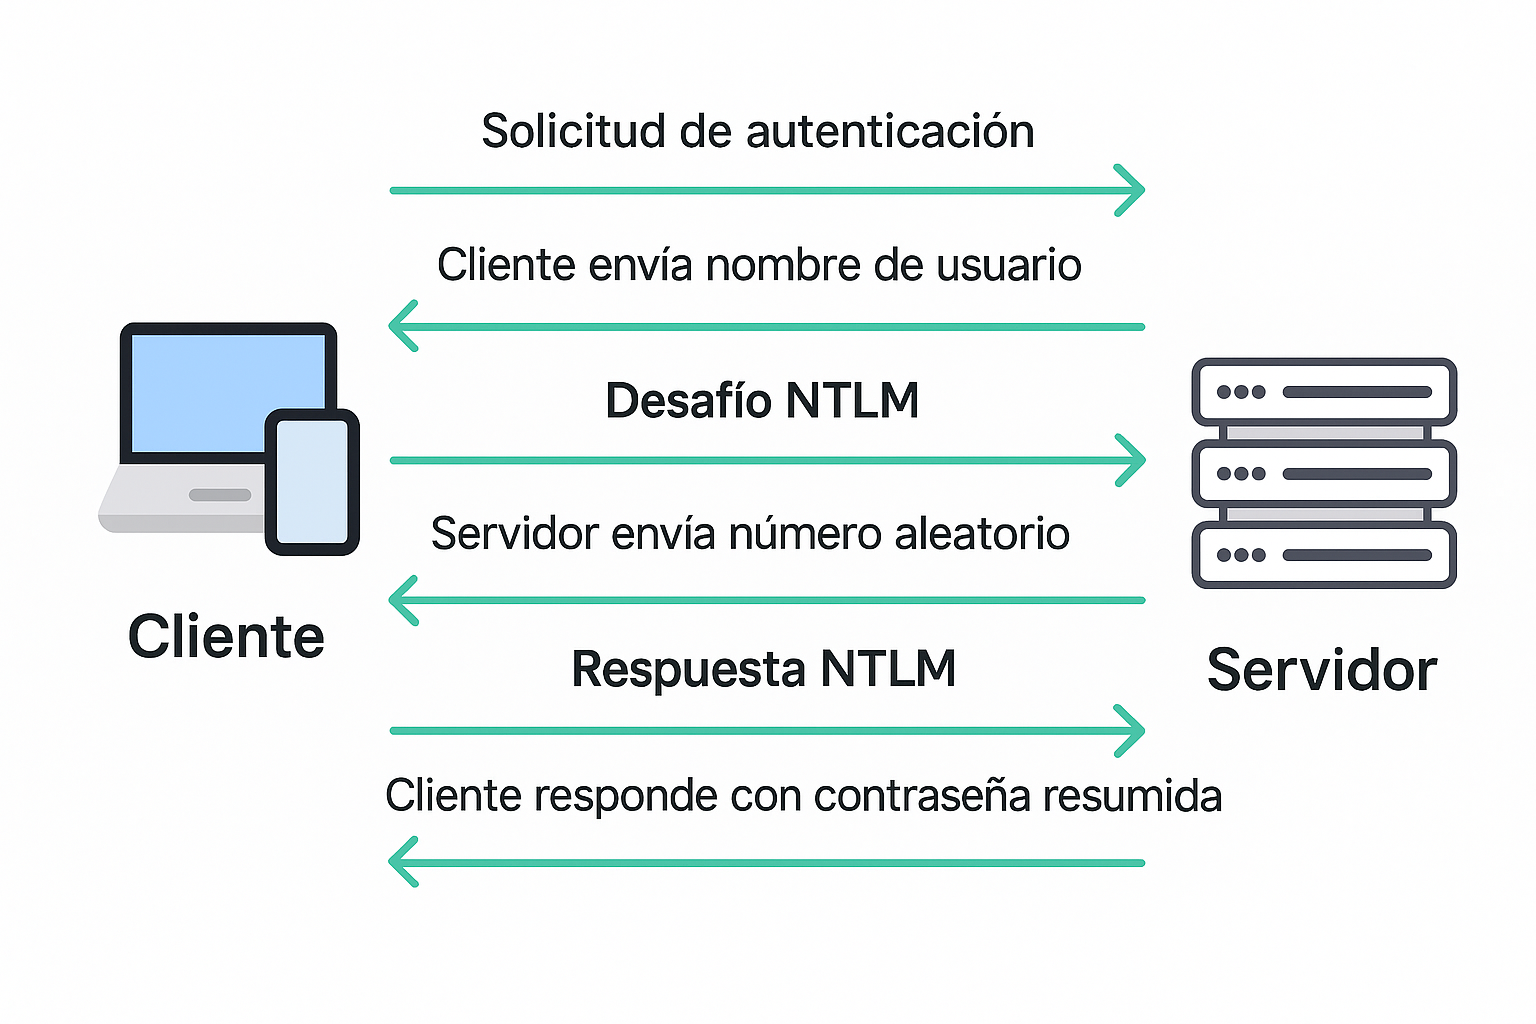 Solicitud de autenticación
Cliente envía nombre de usuario
Desafío NTLM
Servidor envía número aleatorio
Cliente
Respuesta NTLM
Servidor
Cliente responde con contraseña resumida